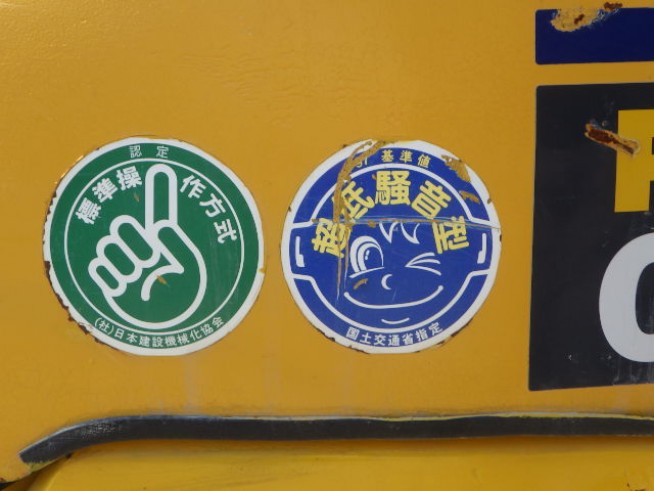 認定
標準操作方式
(社)日本建設機械化協会
基準値
超低騒音型
国土交通省指定